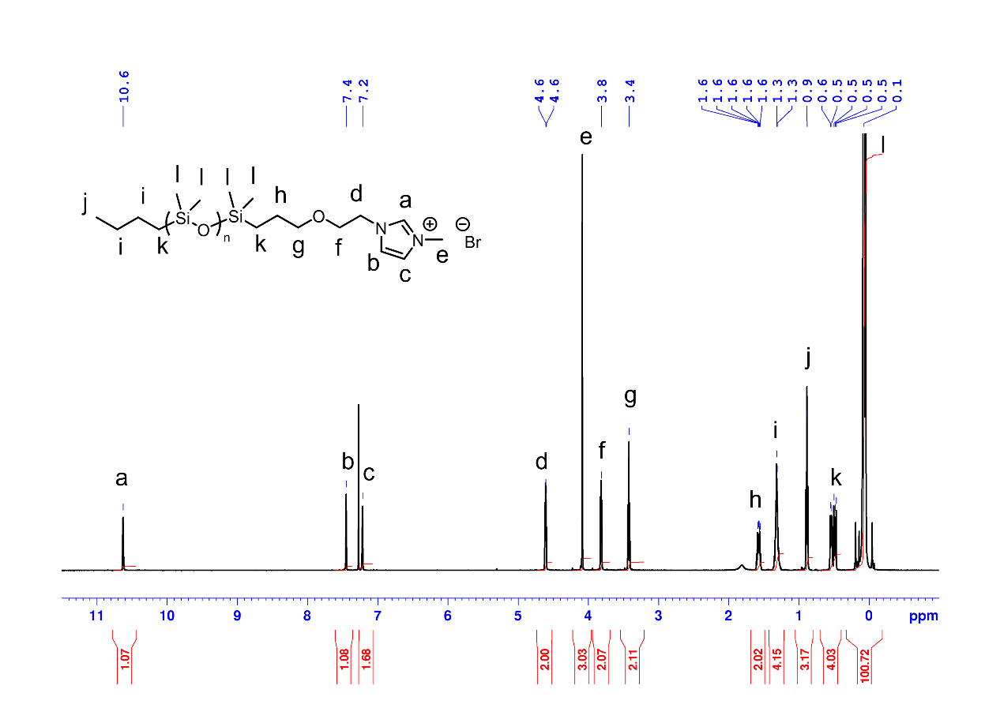 10.6
7.4
7.2
4.6
4.6
3.8
3.4
1.6
1.6
1.6
1.6
1.6
1.3
1.3
0.9
0.6
0.5
0.5
0.5
0.5
0.1
e
l
l l l l
j i h d a
Si O Si O N N + − Br
n
i k k g f b c e
j
g
i
a b c d f h k
11 10 9 8 7 6 5 4 3 2 1 0 ppm
1.07
1.08
1.68
2.00
3.03
2.07
2.11
2.02
4.15
3.17
4.03
100.72